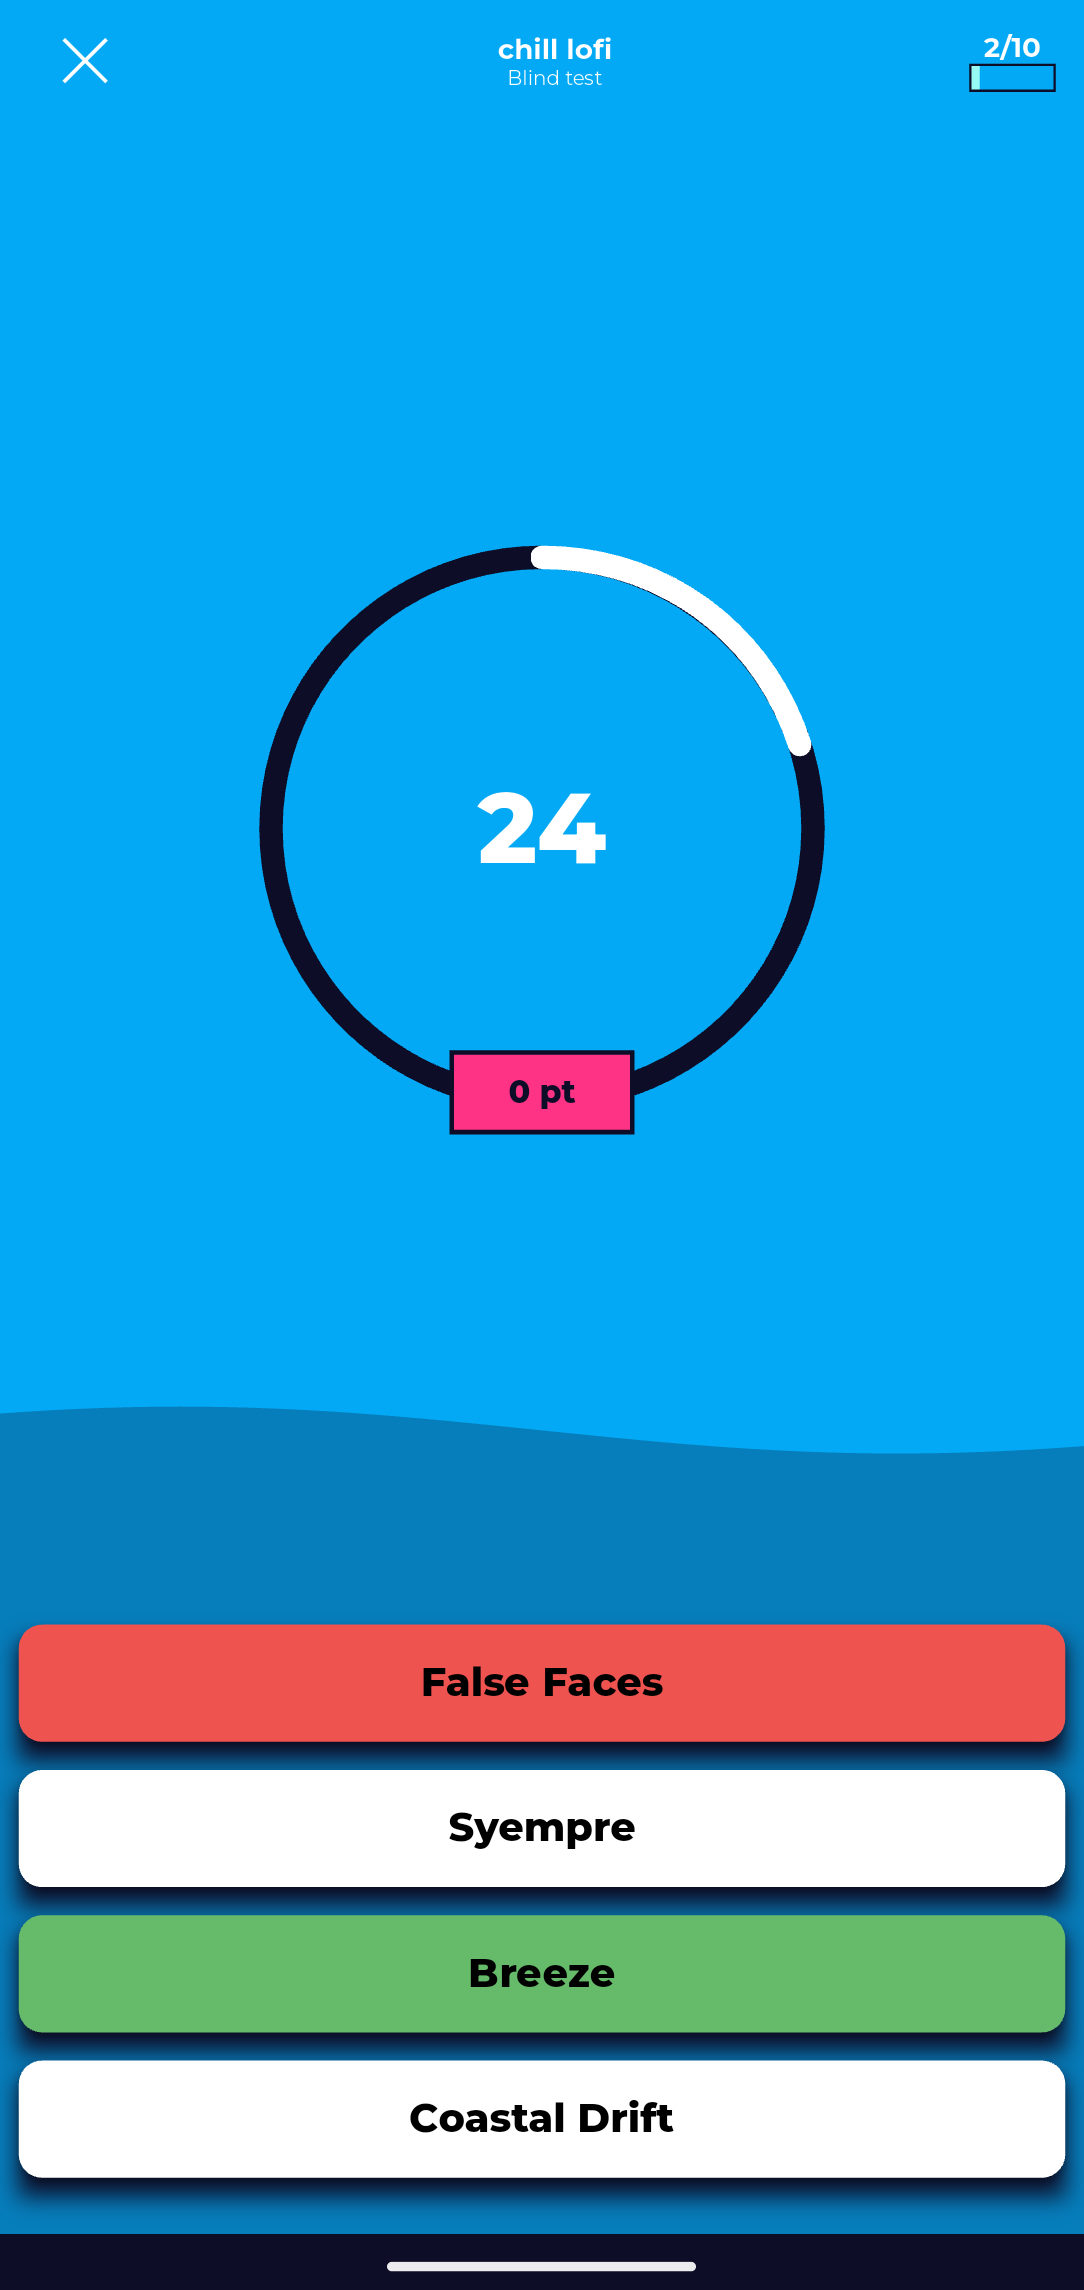 chill lofi
Blind test
2/10
24
0 pt
False Faces
Syempre
Breeze
Coastal Drift